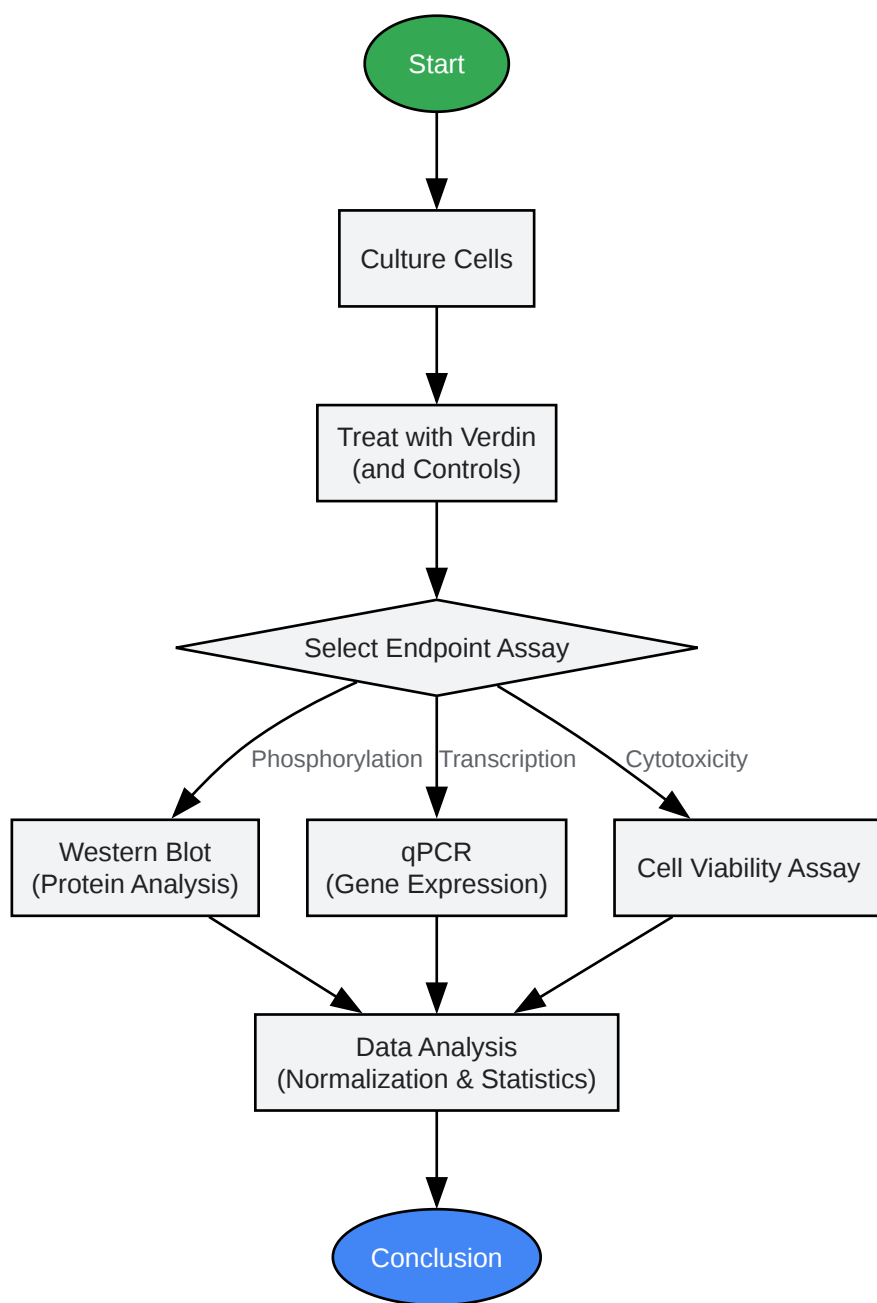 Start
Culture Cells
Treat with Verdin
(and Controls)
Select Endpoint Assay
Phosphorylation
Transcription
Cytotoxicity
Western Blot
(Protein Analysis)
qPCR
(Gene Expression)
Cell Viability Assay
Data Analysis
(Normalization & Statistics)
Conclusion